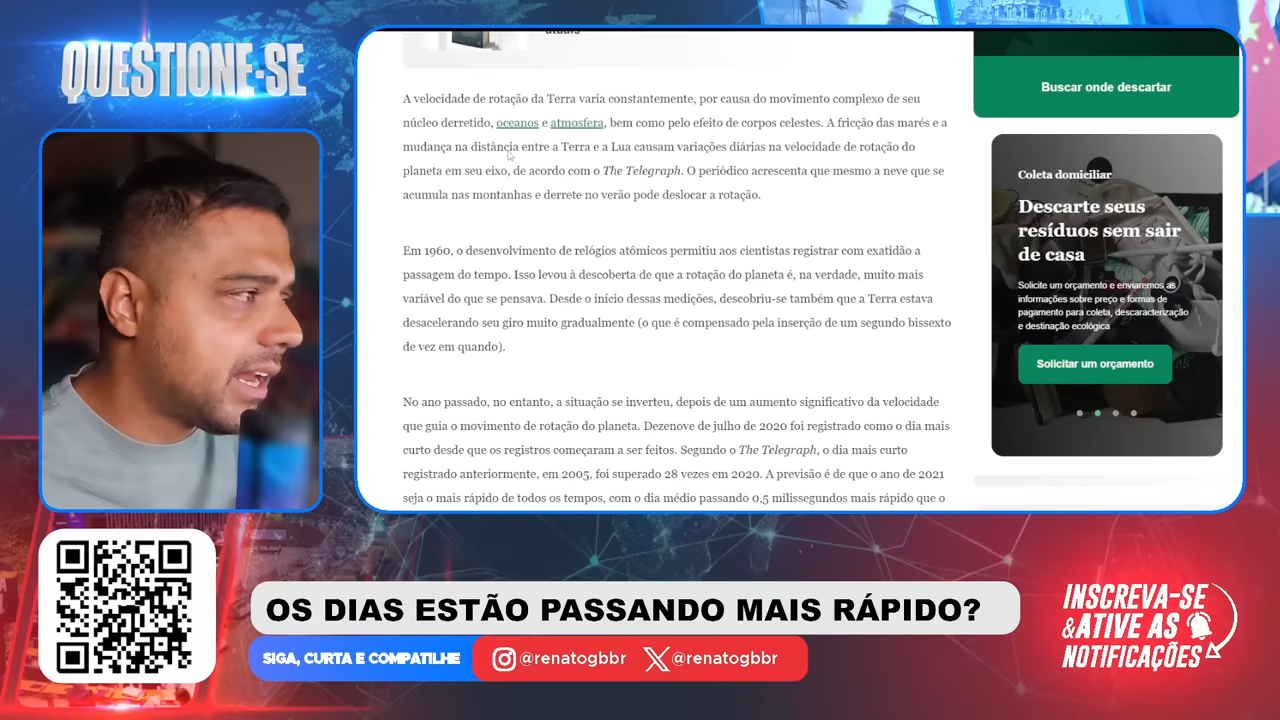 QUESTIONE-SE
atuais
A velocidade de rotação da Terra varia constantemente, por causa do movimento complexo de seu
núcleo derretido, oceanos e atmosfera, bem como pelo efeito de corpos celestes. A fricção das marés e a
mudança na distância entre a Terra e a Lua causam variações diárias na velocidade de rotação do
planeta em seu eixo, de acordo com o The Telegraph. O periódico acrescenta que mesmo a neve que se
acumula nas montanhas e derrete no verão pode deslocar a rotação.
Em 1960, o desenvolvimento de relógios atômicos permitiu aos cientistas registrar com exatidão a
passagem do tempo. Isso levou à descoberta de que a rotação do planeta é, na verdade, muito mais
variável do que se pensava. Desde o início dessas medições, descobriu-se também que a Terra estava
desacelerando seu giro muito gradualmente (o que é compensado pela inserção de um segundo bissexto
de vez em quando).
No ano passado, no entanto, a situação se inverteu, depois de um aumento significativo da velocidade
que guia o movimento de rotação do planeta. Dezenove de julho de 2020 foi registrado como o dia mais
curto desde que os registros começaram a ser feitos. Segundo o The Telegraph, o dia mais curto
registrado anteriormente, em 2005, foi superado 28 vezes em 2020. A previsão é de que o ano de 2021
seja o mais rápido de todos os tempos, com o dia médio passando 0,5 milissegundos mais rápido que o
Buscar onde descartar
Coleta domiciliar
Descarte seus
resíduos sem sair
de casa
Solicite um orçamento e enviaremos as
informações sobre preço e formas de
pagamento para coleta, descaracterização
e destinação ecológica
Solicitar um orçamento
OS DIAS ESTÃO PASSANDO MAIS RÁPIDO?
SIGA, CURTA E COMPATILHE
@renatogbbr
@renatogbbr
INSCREVA-SE
&ATIVE AS
NOTIFICAÇÕES